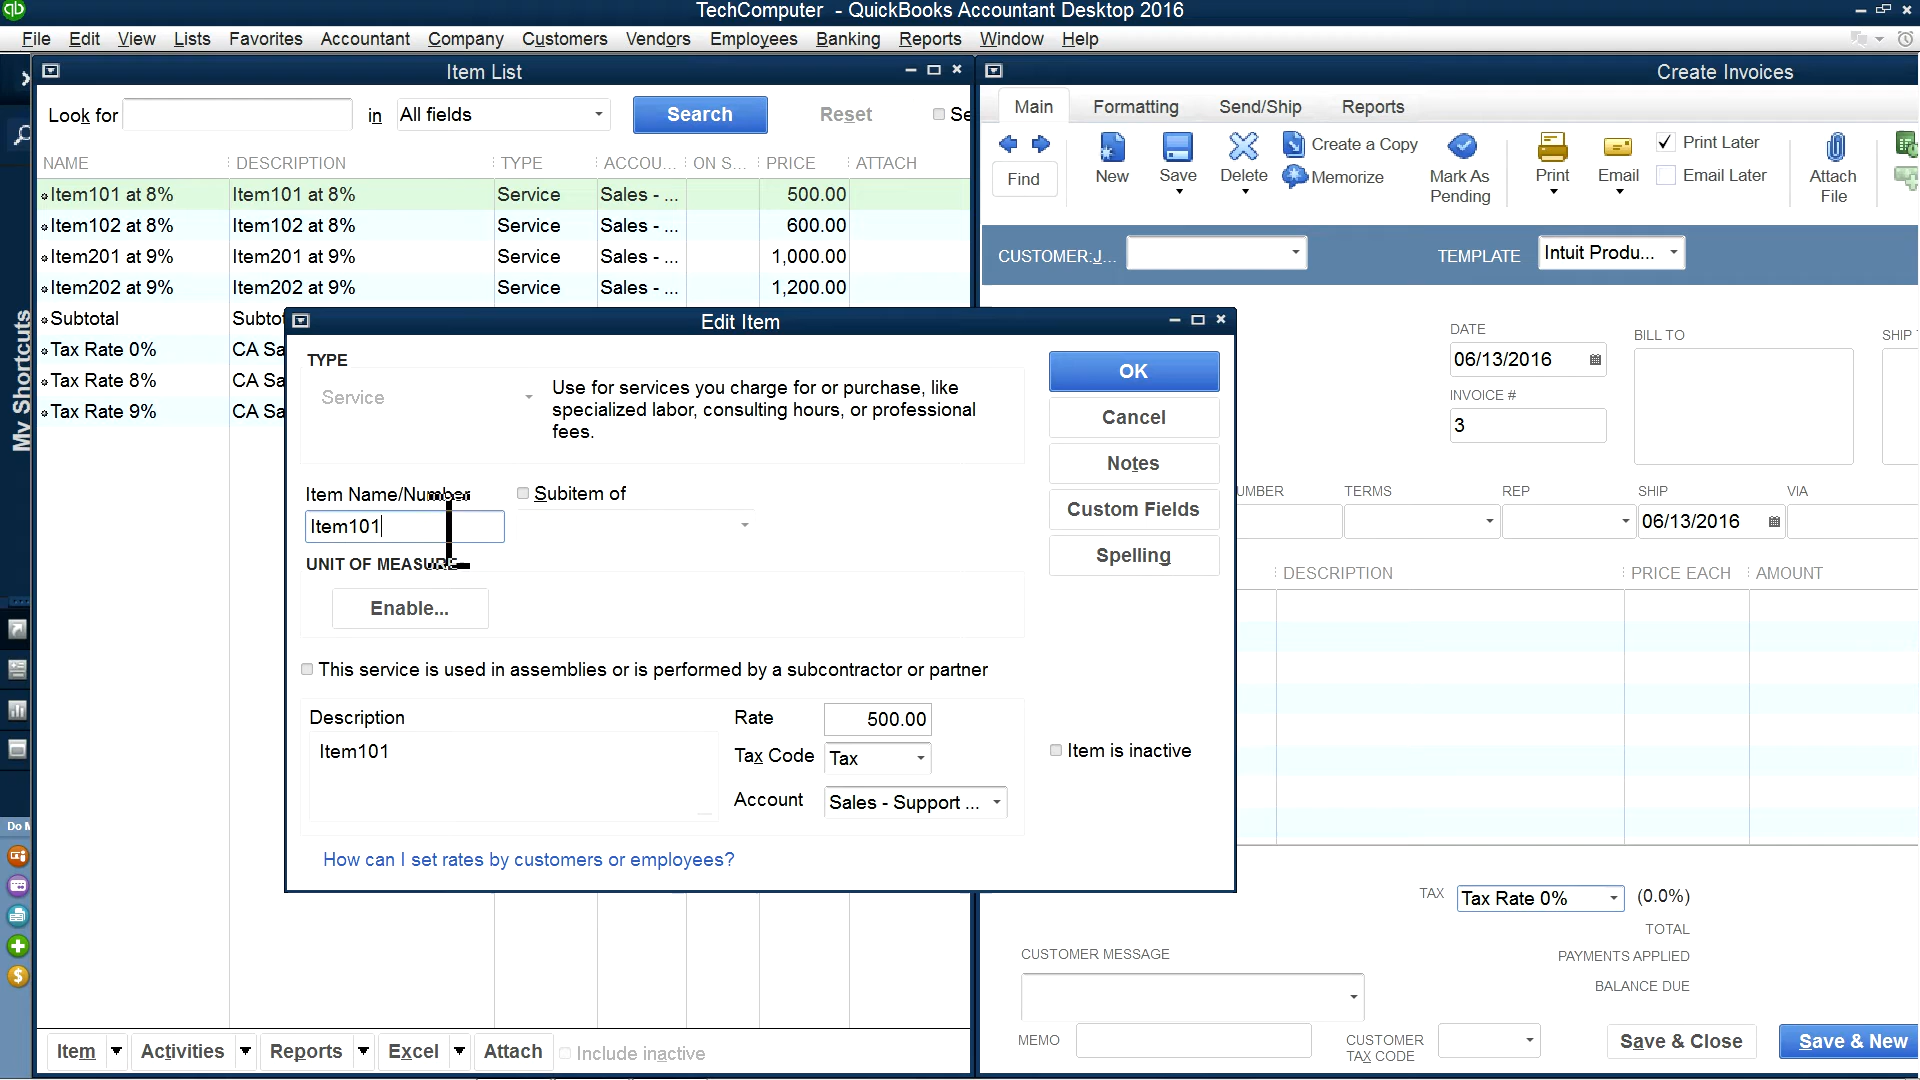 TechComputer - QuickBooks Accountant Desktop 2016
File Edit View Lists Favorites Accountant Company Customers Vendors Employees Banking Reports Window Help
Item List
Look for in All fields Search Reset Se
NAME DESCRIPTION TYPE ACCOU... ON S... PRICE ATTACH
Item101 at 8% Item101 at 8% Service Sales - ... 500.00
Item102 at 8% Item102 at 8% Service Sales - ... 600.00
Item201 at 9% Item201 at 9% Service Sales - ... 1,000.00
Item202 at 9% Item202 at 9% Service Sales - ... 1,200.00
Subtotal Subto
Tax Rate 0% CA Sa
Tax Rate 8% CA Sa
Tax Rate 9% CA Sa
My Shortcuts
Do M
Item Activities Reports Excel Attach Include inactive
Edit Item
TYPE
Service
Use for services you charge for or purchase, like
specialized labor, consulting hours, or professional
fees.
OK
Cancel
Notes
Custom Fields
Spelling
Item Name/Number Subitem of
Item101
UNIT OF MEASURE
Enable...
This service is used in assemblies or is performed by a subcontractor or partner
Description
Item101
Rate 500.00
Tax Code Tax
Account Sales - Support ...
Item is inactive
How can I set rates by customers or employees?
Create Invoices
Main Formatting Send/Ship Reports
Find
New
Save
Delete
Create a Copy
Memorize
Mark As
Pending
Print
Email
Print Later
Email Later
Attach
File
CUSTOMER:J... TEMPLATE Intuit Produ...
DATE
06/13/2016
INVOICE #
3
BILL TO
SHIP
UMBER TERMS REP SHIP VIA
06/13/2016
DESCRIPTION PRICE EACH AMOUNT
TAX Tax Rate 0% (0.0%)
TOTAL
PAYMENTS APPLIED
BALANCE DUE
CUSTOMER MESSAGE
MEMO
CUSTOMER
TAX CODE
Save & Close
Save & New